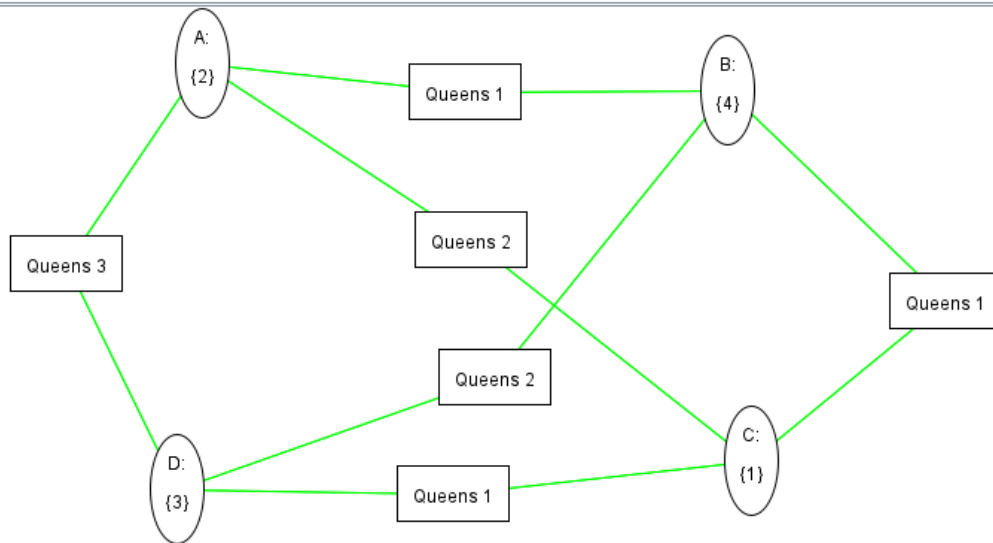 A:
{2}
Queens 1
B:
{4}
Queens 2
Queens 3
Queens 1
Queens 2
C:
{1}
D:
{3}
Queens 1